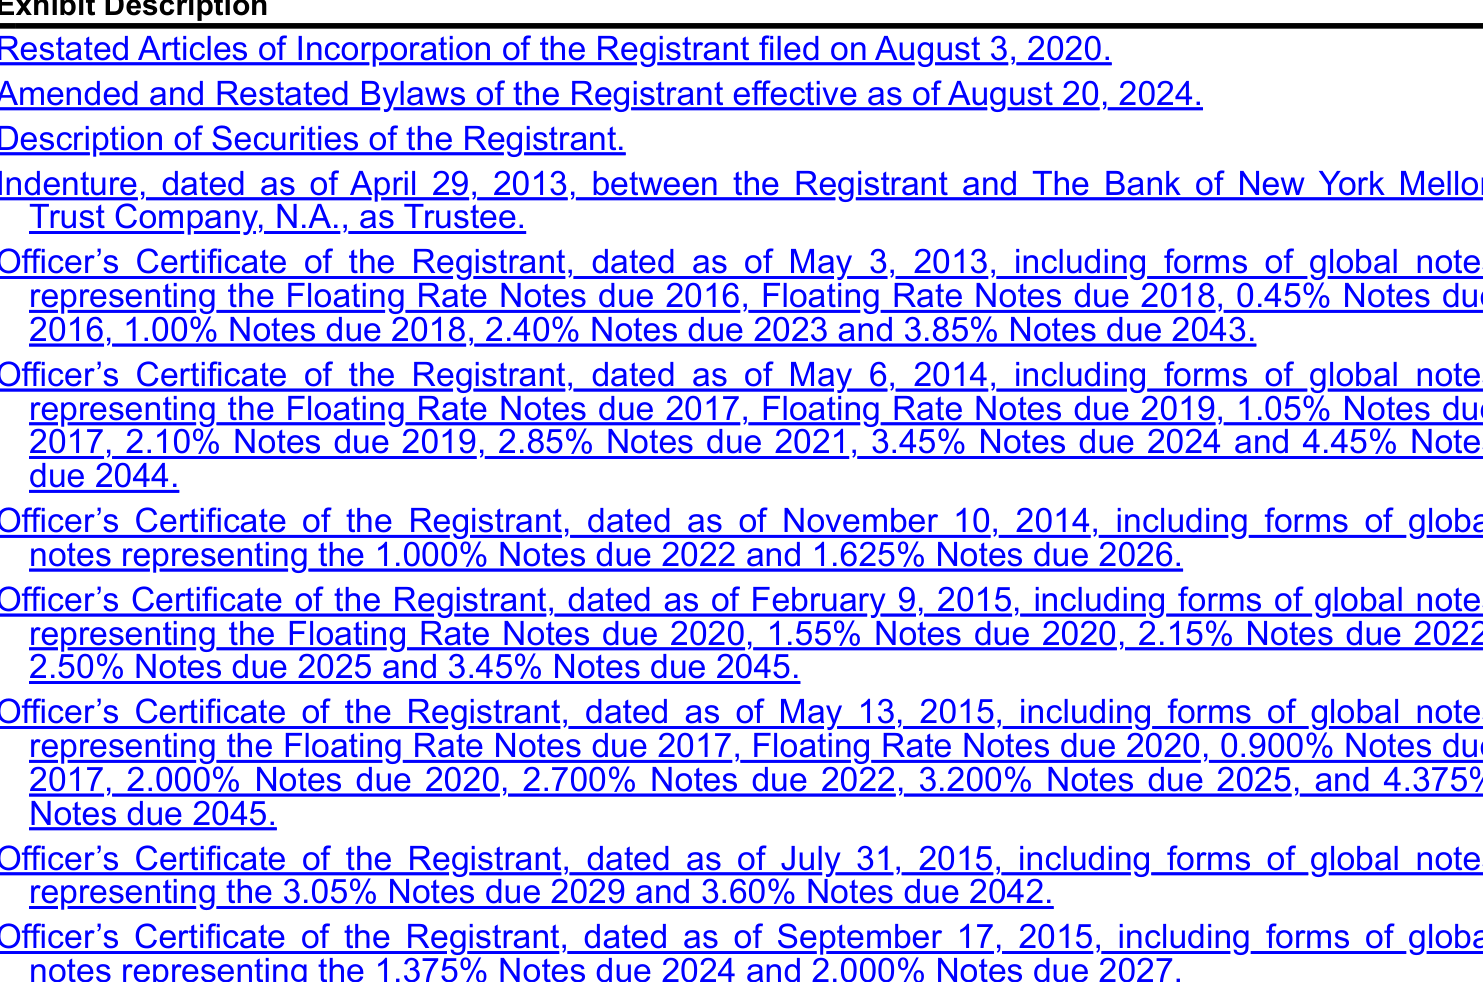 Exhibit Description
Restated Articles of Incorporation of the Registrant filed on August 3, 2020.
Amended and Restated Bylaws of the Registrant effective as of August 20, 2024.
Description of Securities of the Registrant.
Indenture, dated as of April 29, 2013, between the Registrant and The Bank of New York Mellon
Trust Company, N.A., as Trustee.
Officer’s Certificate of the Registrant, dated as of May 3, 2013, including forms of global note
representing the Floating Rate Notes due 2016, Floating Rate Notes due 2018, 0.45% Notes due
2016, 1.00% Notes due 2018, 2.40% Notes due 2023 and 3.85% Notes due 2043.
Officer’s Certificate of the Registrant, dated as of May 6, 2014, including forms of global note
representing the Floating Rate Notes due 2017, Floating Rate Notes due 2019, 1.05% Notes due
2017, 2.10% Notes due 2019, 2.85% Notes due 2021, 3.45% Notes due 2024 and 4.45% Note
due 2044.
Officer’s Certificate of the Registrant, dated as of November 10, 2014, including forms of globa
notes representing the 1.000% Notes due 2022 and 1.625% Notes due 2026.
Officer’s Certificate of the Registrant, dated as of February 9, 2015, including forms of global note
representing the Floating Rate Notes due 2020, 1.55% Notes due 2020, 2.15% Notes due 2022
2.50% Notes due 2025 and 3.45% Notes due 2045.
Officer’s Certificate of the Registrant, dated as of May 13, 2015, including forms of global note
representing the Floating Rate Notes due 2017, Floating Rate Notes due 2020, 0.900% Notes due
2017, 2.000% Notes due 2020, 2.700% Notes due 2022, 3.200% Notes due 2025, and 4.375%
Notes due 2045.
Officer’s Certificate of the Registrant, dated as of July 31, 2015, including forms of global note
representing the 3.05% Notes due 2029 and 3.60% Notes due 2042.
Officer’s Certificate of the Registrant, dated as of September 17, 2015, including forms of globa
notes representing the 1.375% Notes due 2024 and 2.000% Notes due 2027.